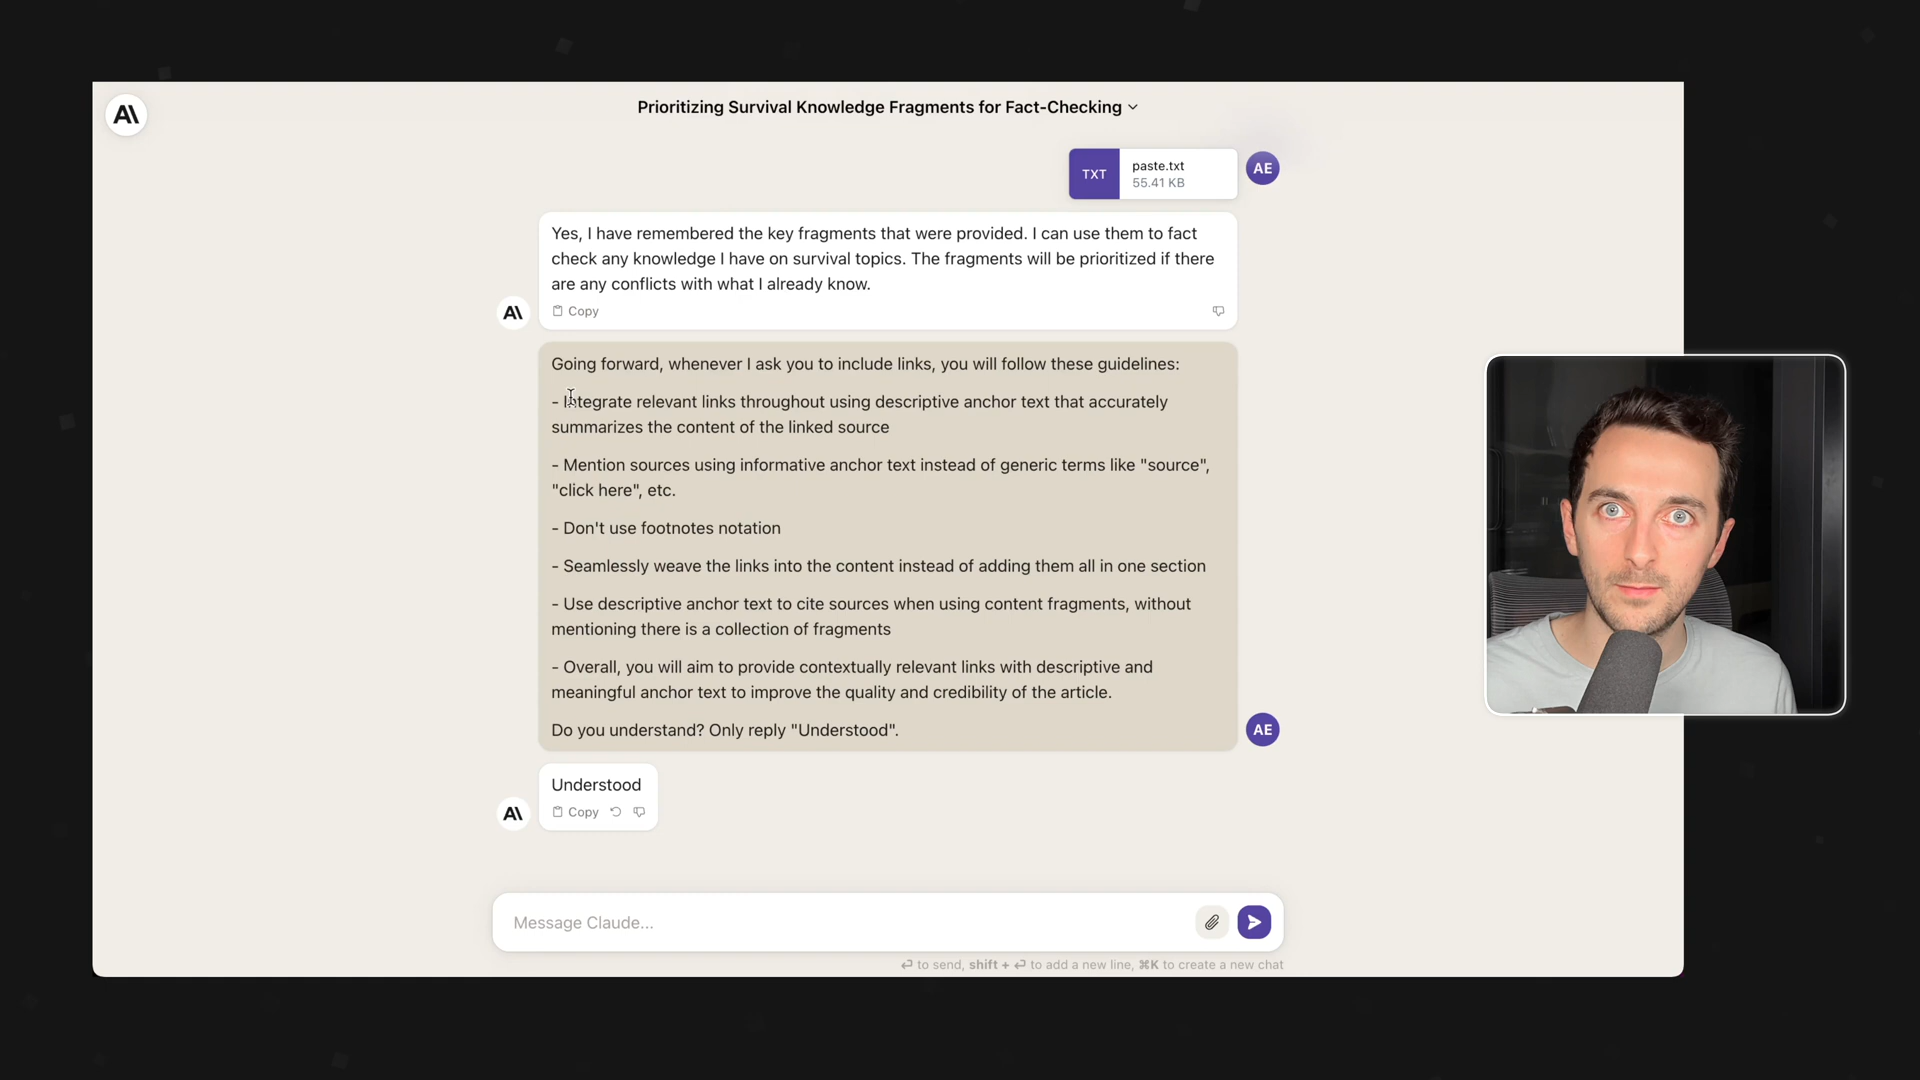 Prioritizing Survival Knowledge Fragments for Fact-Checking
TXT
paste.txt
55.41 KB
AE
Yes, I have remembered the key fragments that were provided. I can use them to fact
check any knowledge I have on survival topics. The fragments will be prioritized if there
are any conflicts with what I already know.
Copy
Going forward, whenever I ask you to include links, you will follow these guidelines:
- Integrate relevant links throughout using descriptive anchor text that accurately
summarizes the content of the linked source
- Mention sources using informative anchor text instead of generic terms like "source",
"click here", etc.
- Don't use footnotes notation
- Seamlessly weave the links into the content instead of adding them all in one section
- Use descriptive anchor text to cite sources when using content fragments, without
mentioning there is a collection of fragments
- Overall, you will aim to provide contextually relevant links with descriptive and
meaningful anchor text to improve the quality and credibility of the article.
Do you understand? Only reply "Understood".
AE
Understood
Copy
Message Claude...
⏎ to send, shift + ⏎ to add a new line, ⌘K to create a new chat